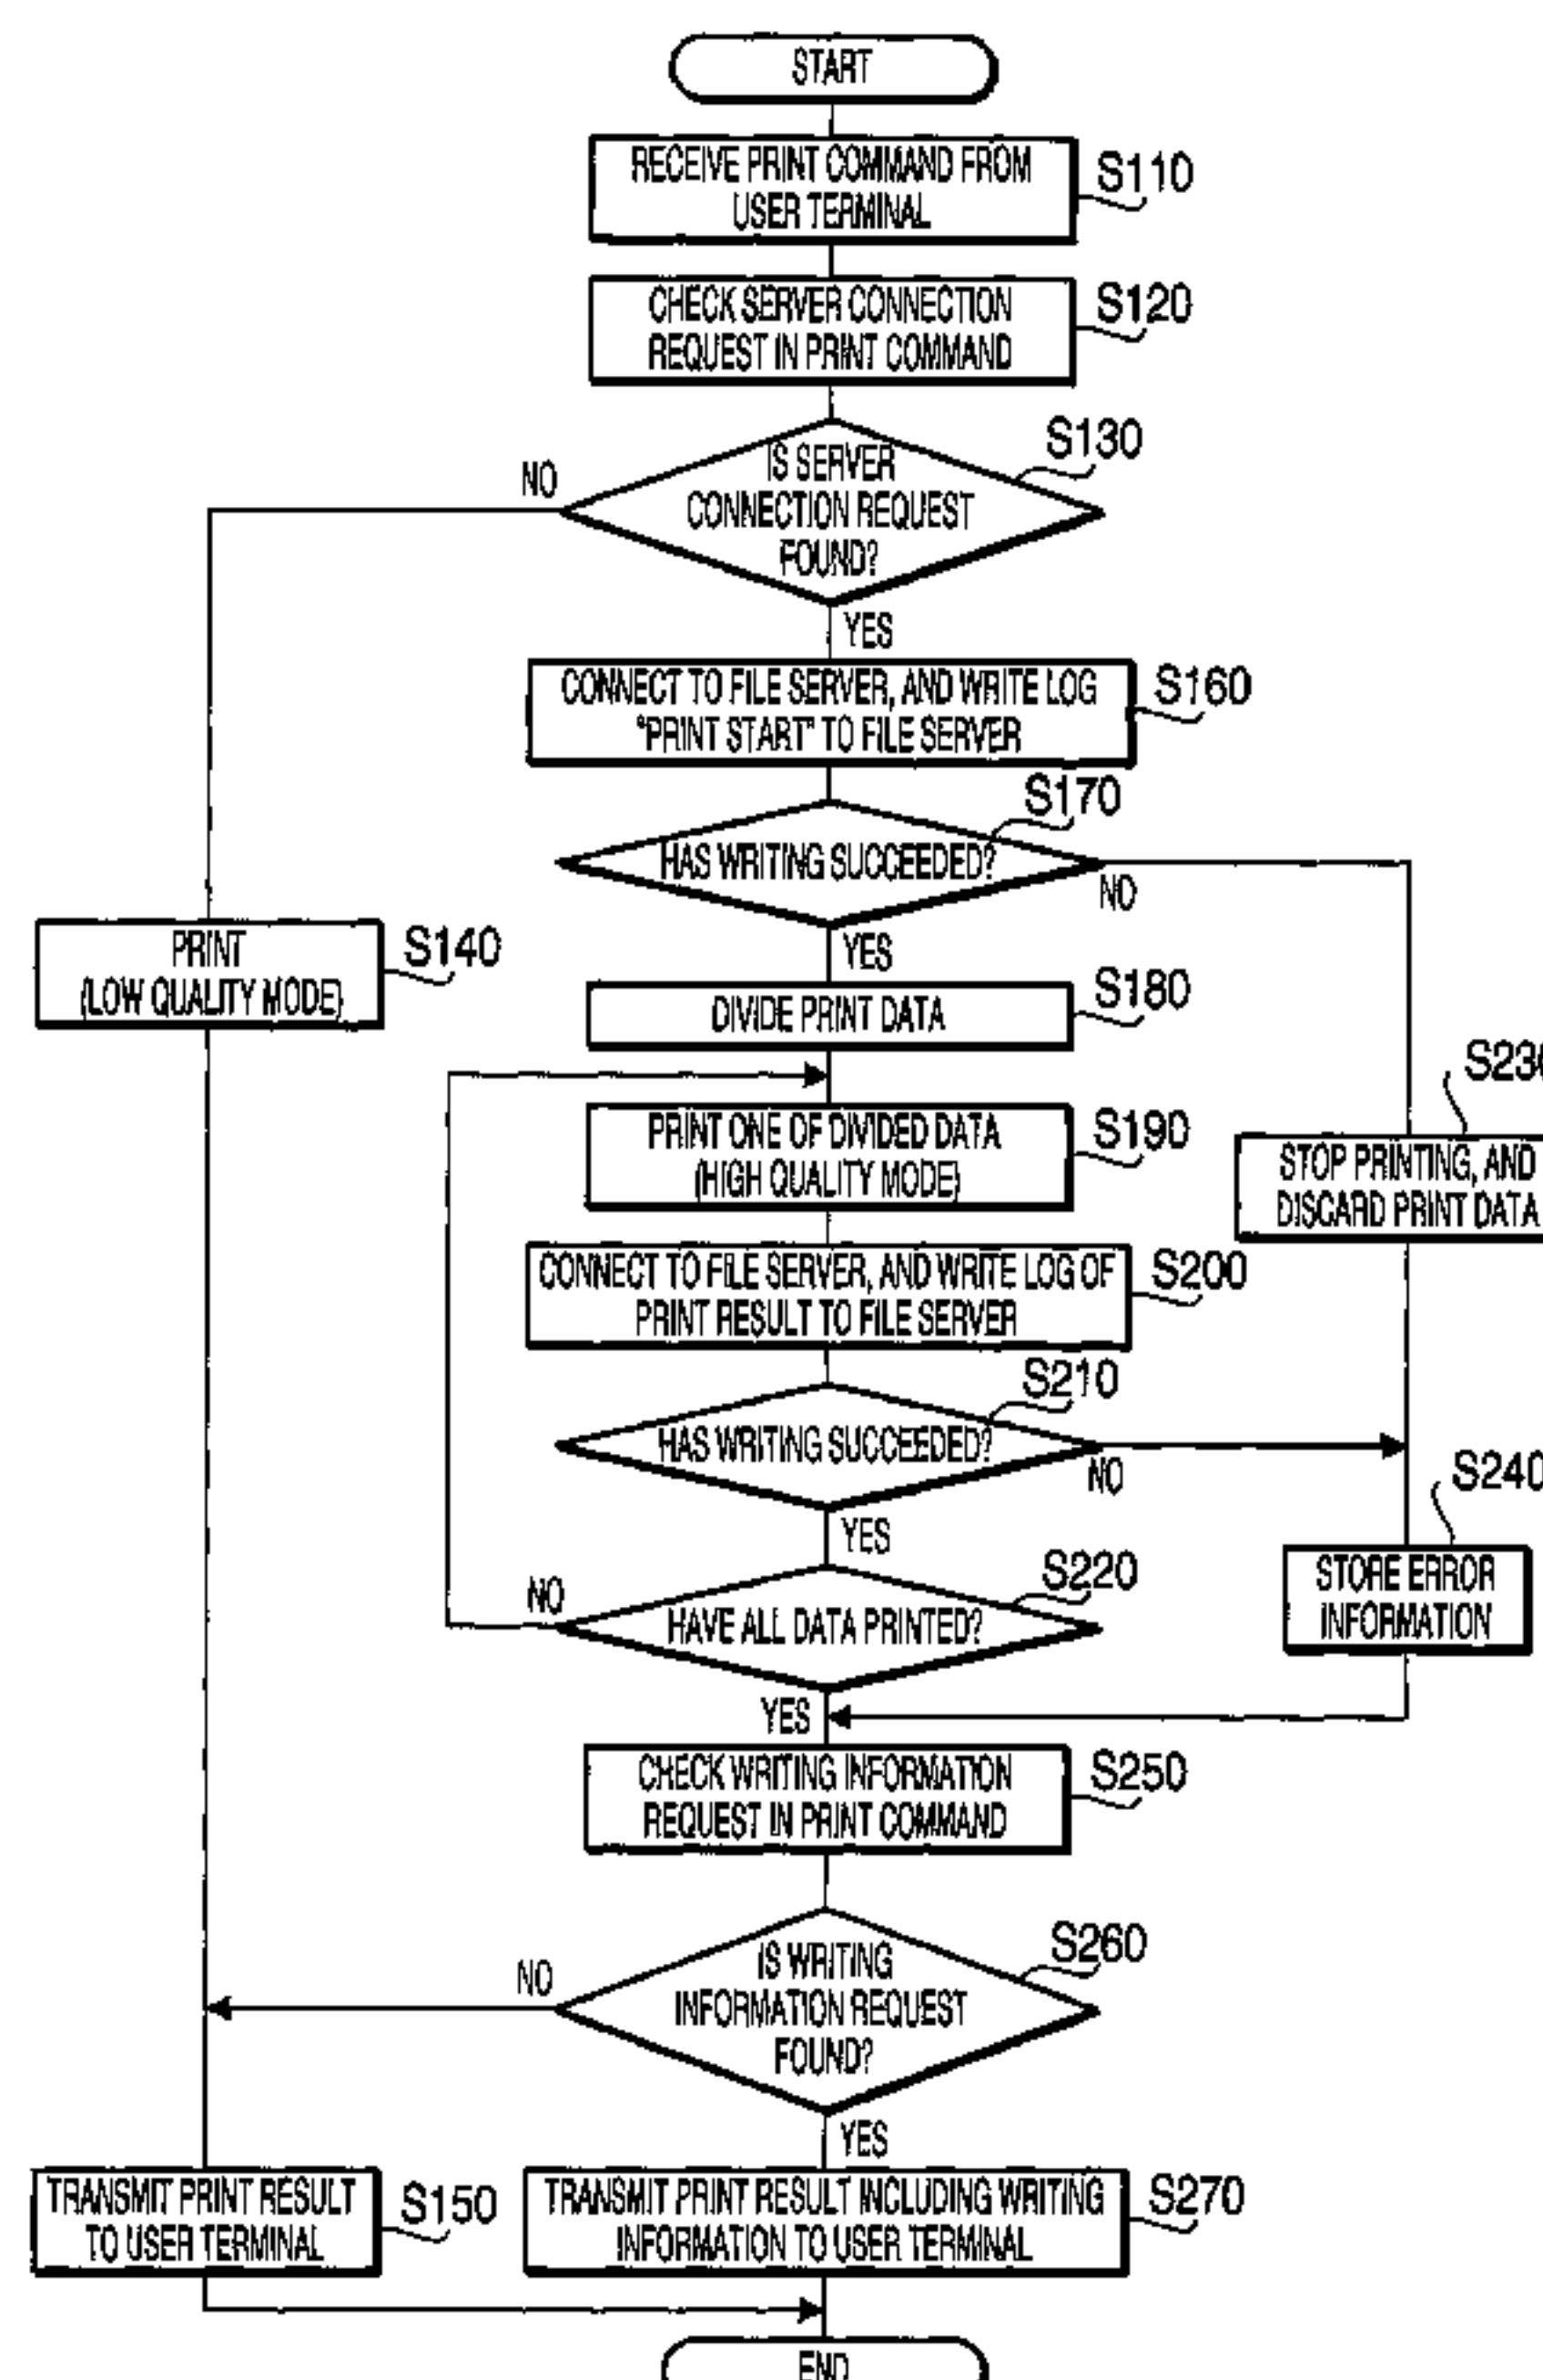 START
RECEIVE PRINT COMMAND FROM
USER TERMINAL
S110
CHECK SERVER CONNECTION
REQUEST IN PRINT COMMAND
S120
IS SERVER
CONNECTION REQUEST
FOUND?
S130
NO
YES
CONNECT TO FILE SERVER, AND WRITE LOG
"PRINT START" TO FILE SERVER
S160
HAS WRITING SUCCEEDED?
S170
NO
YES
PRINT
(LOW QUALITY MODE)
S140
DIVIDE PRINT DATA
S180
PRINT ONE OF DIVIDED DATA
(HIGH QUALITY MODE)
S190
S230
STOP PRINTING, AND
DISCARD PRINT DATA
CONNECT TO FILE SERVER, AND WRITE LOG OF
PRINT RESULT TO FILE SERVER
S200
HAS WRITING SUCCEEDED?
S210
NO
YES
S240
STORE ERROR
INFORMATION
HAVE ALL DATA PRINTED?
S220
NO
YES
CHECK WRITING INFORMATION
REQUEST IN PRINT COMMAND
S250
IS WRITING
INFORMATION REQUEST
FOUND?
S260
NO
YES
TRANSMIT PRINT RESULT
TO USER TERMINAL
S150
TRANSMIT PRINT RESULT INCLUDING WRITING
INFORMATION TO USER TERMINAL
S270
END